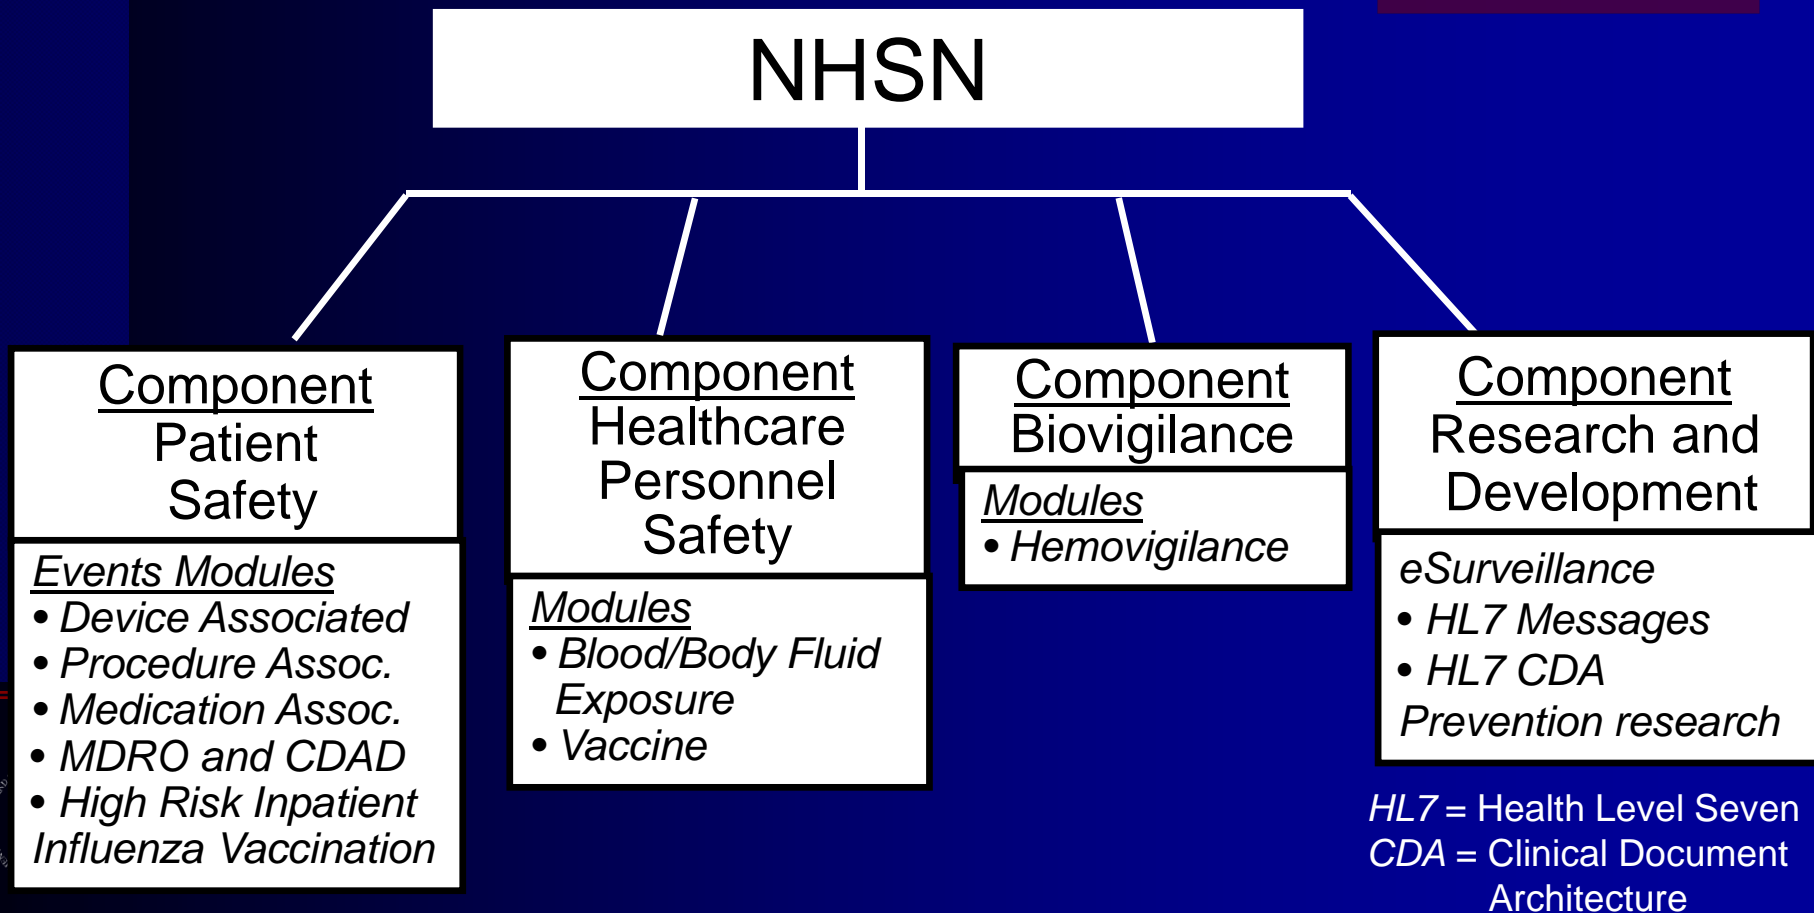 NHSN
Component
Patient
Safety
Events Modules
• Device Associated
• Procedure Assoc.
• Medication Assoc.
• MDRO and CDAD
• High Risk Inpatient
Influenza Vaccination
Component
Healthcare
Personnel
Safety
Modules
• Blood/Body Fluid
Exposure
• Vaccine
Component
Biovigilance
Modules
• Hemovigilance
Component
Research and
Development
eSurveillance
• HL7 Messages
• HL7 CDA
Prevention research
HL7 = Health Level Seven
CDA = Clinical Document
Architecture